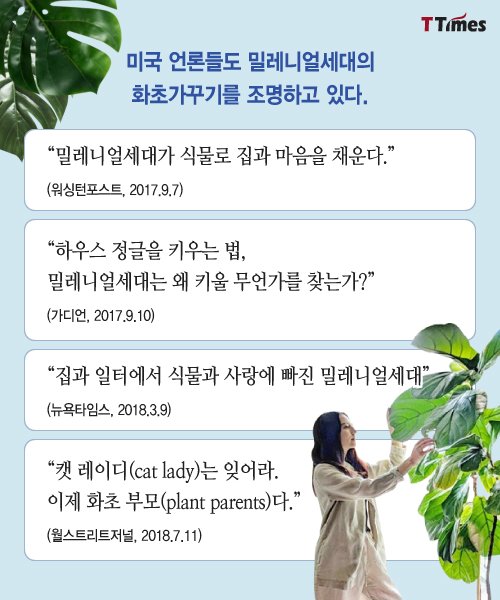 TTimes
미국 언론들도 밀레니얼세대의
화초가꾸기를 조명하고 있다.
“밀레니얼세대가 식물로 집과 마음을 채운다.”
(워싱턴포스트, 2017.9.7)
“하우스 정글을 키우는 법,
밀레니얼세대는 왜 키울 무언가를 찾는가?”
(가디언, 2017.9.10)
“집과 일터에서 식물과 사랑에 빠진 밀레니얼세대”
(뉴욕타임스, 2018.3.9)
“캣 레이디(cat lady)는 잊어라.
이제 화초 부모(plant parents)다.”
(월스트리트저널, 2018.7.11)